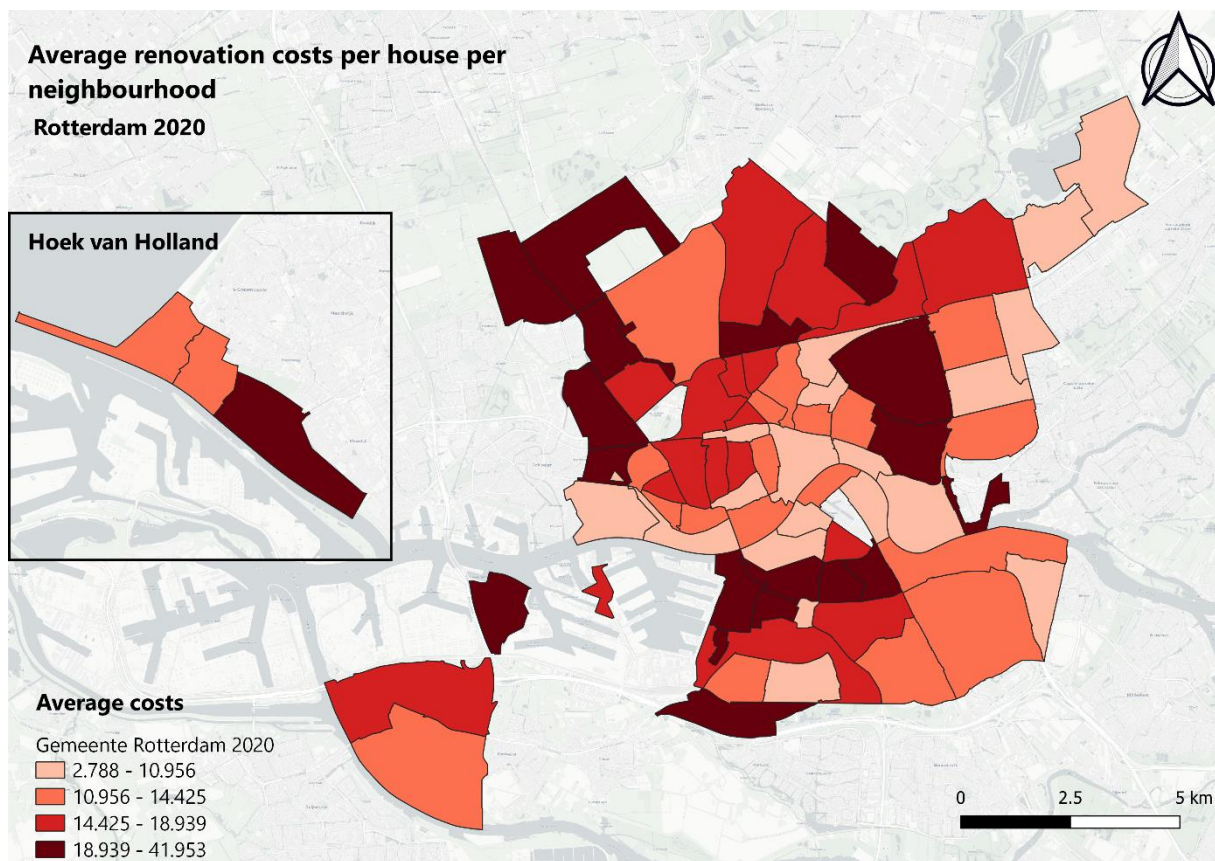 Average renovation costs per house per
neighbourhood
Rotterdam 2020
Hoek van Holland
Average costs
Gemeente Rotterdam 2020
2.788 - 10.956
10.956 - 14.425
14.425 - 18.939
18.939 - 41.953
0 2.5 5 km